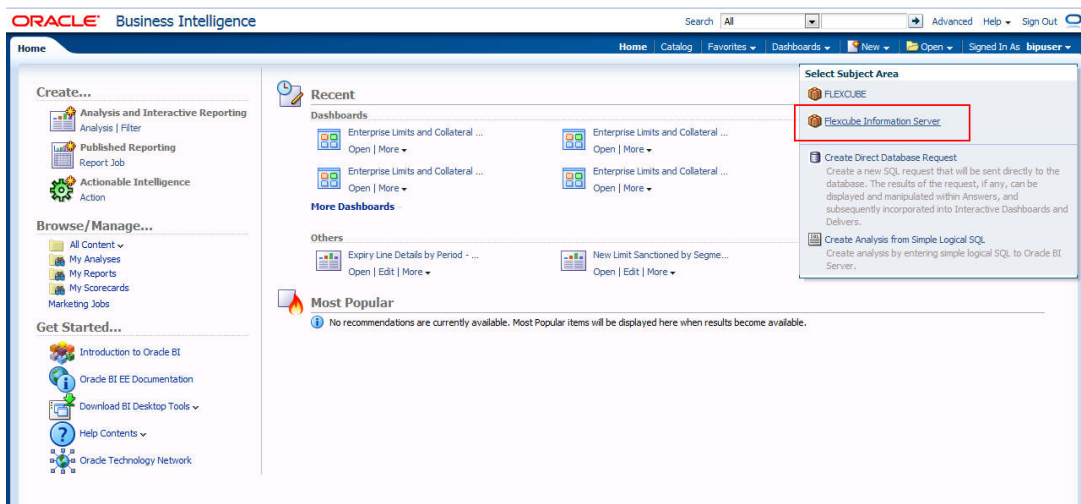 ORACLE Business Intelligence
Search All Advanced Help Sign Out
Home
Home Catalog Favorites Dashboards New Open Signed In As bipuser
Create...
Analysis and Interactive Reporting
Analysis | Filter
Published Reporting
Report Job
Actionable Intelligence
Action
Browse/Manage...
All Content
My Analyses
My Reports
My Scorecards
Marketing Jobs
Get Started...
Introduction to Oracle BI
Oracle BI EE Documentation
Download BI Desktop Tools
Help Contents
Oracle Technology Network
Recent
Dashboards
Enterprise Limits and Collateral ...
Open | More
Enterprise Limits and Collateral ...
Open | More
Enterprise Limits and Collateral ...
Open | More
Enterprise Limits and Collateral ...
Open | More
More Dashboards
Others
Expiry Line Details by Period - ...
Open | Edit | More
New Limit Sanctioned by Segme...
Open | Edit | More
Most Popular
No recommendations are currently available. Most Popular items will be displayed here when results become available.
Select Subject Area
FLEXCUBE
Flexcube Information Server
Create Direct Database Request
Create a new SQL request that will be sent directly to the
database. The results of the request, if any, can be
displayed and manipulated within Answers, and
subsequently incorporated into Interactive Dashboards and
Delivers.
Create Analysis from Simple Logical SQL
Create analysis by entering simple logical SQL to Oracle BI
Server.